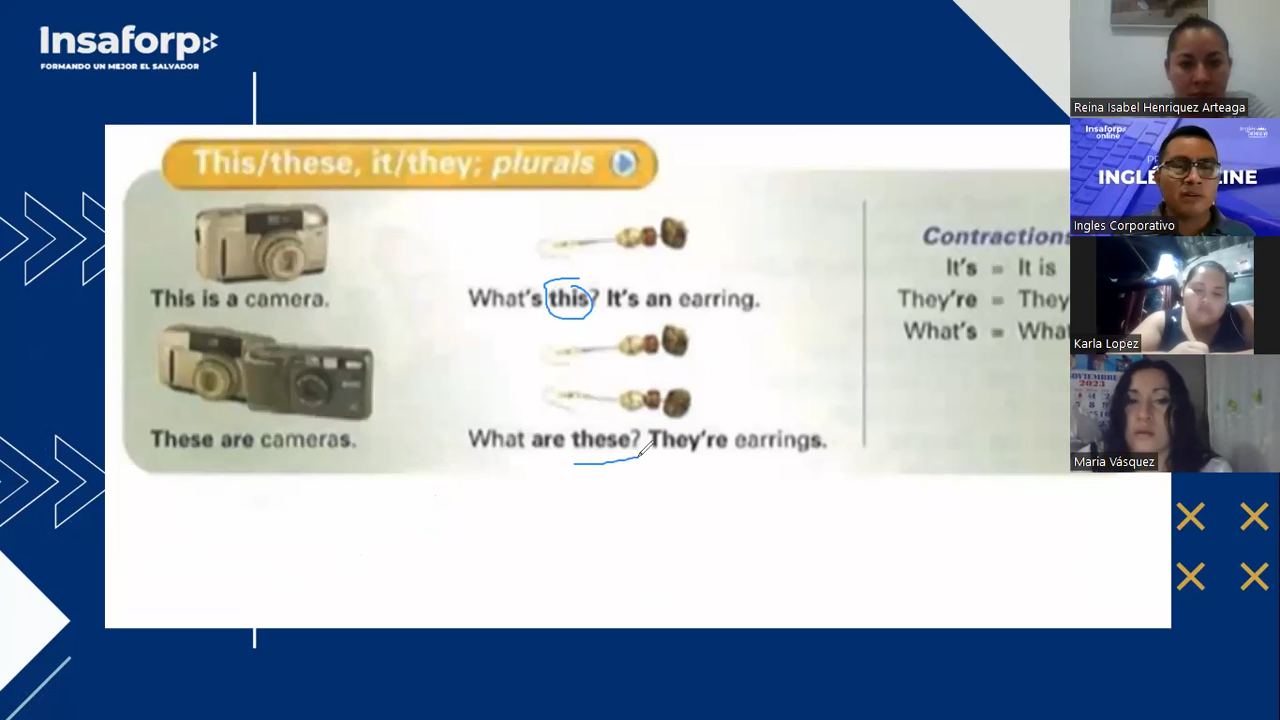 Insaforp
FORMANDO UN MEJOR EL SALVADOR
This/these, it/they; plurals
This is a camera.
What's this? It's an earring.
These are cameras.
What are these? They're earrings.
Contraction
It's = It is
They're = They
What's = What
Reina Isabel Henriquez Arteaga
Insaforp
online
INGLÉ
INE
Ingles Corporativo
Karla Lopez
NOVIEMBRE
2023
Maria Vásquez